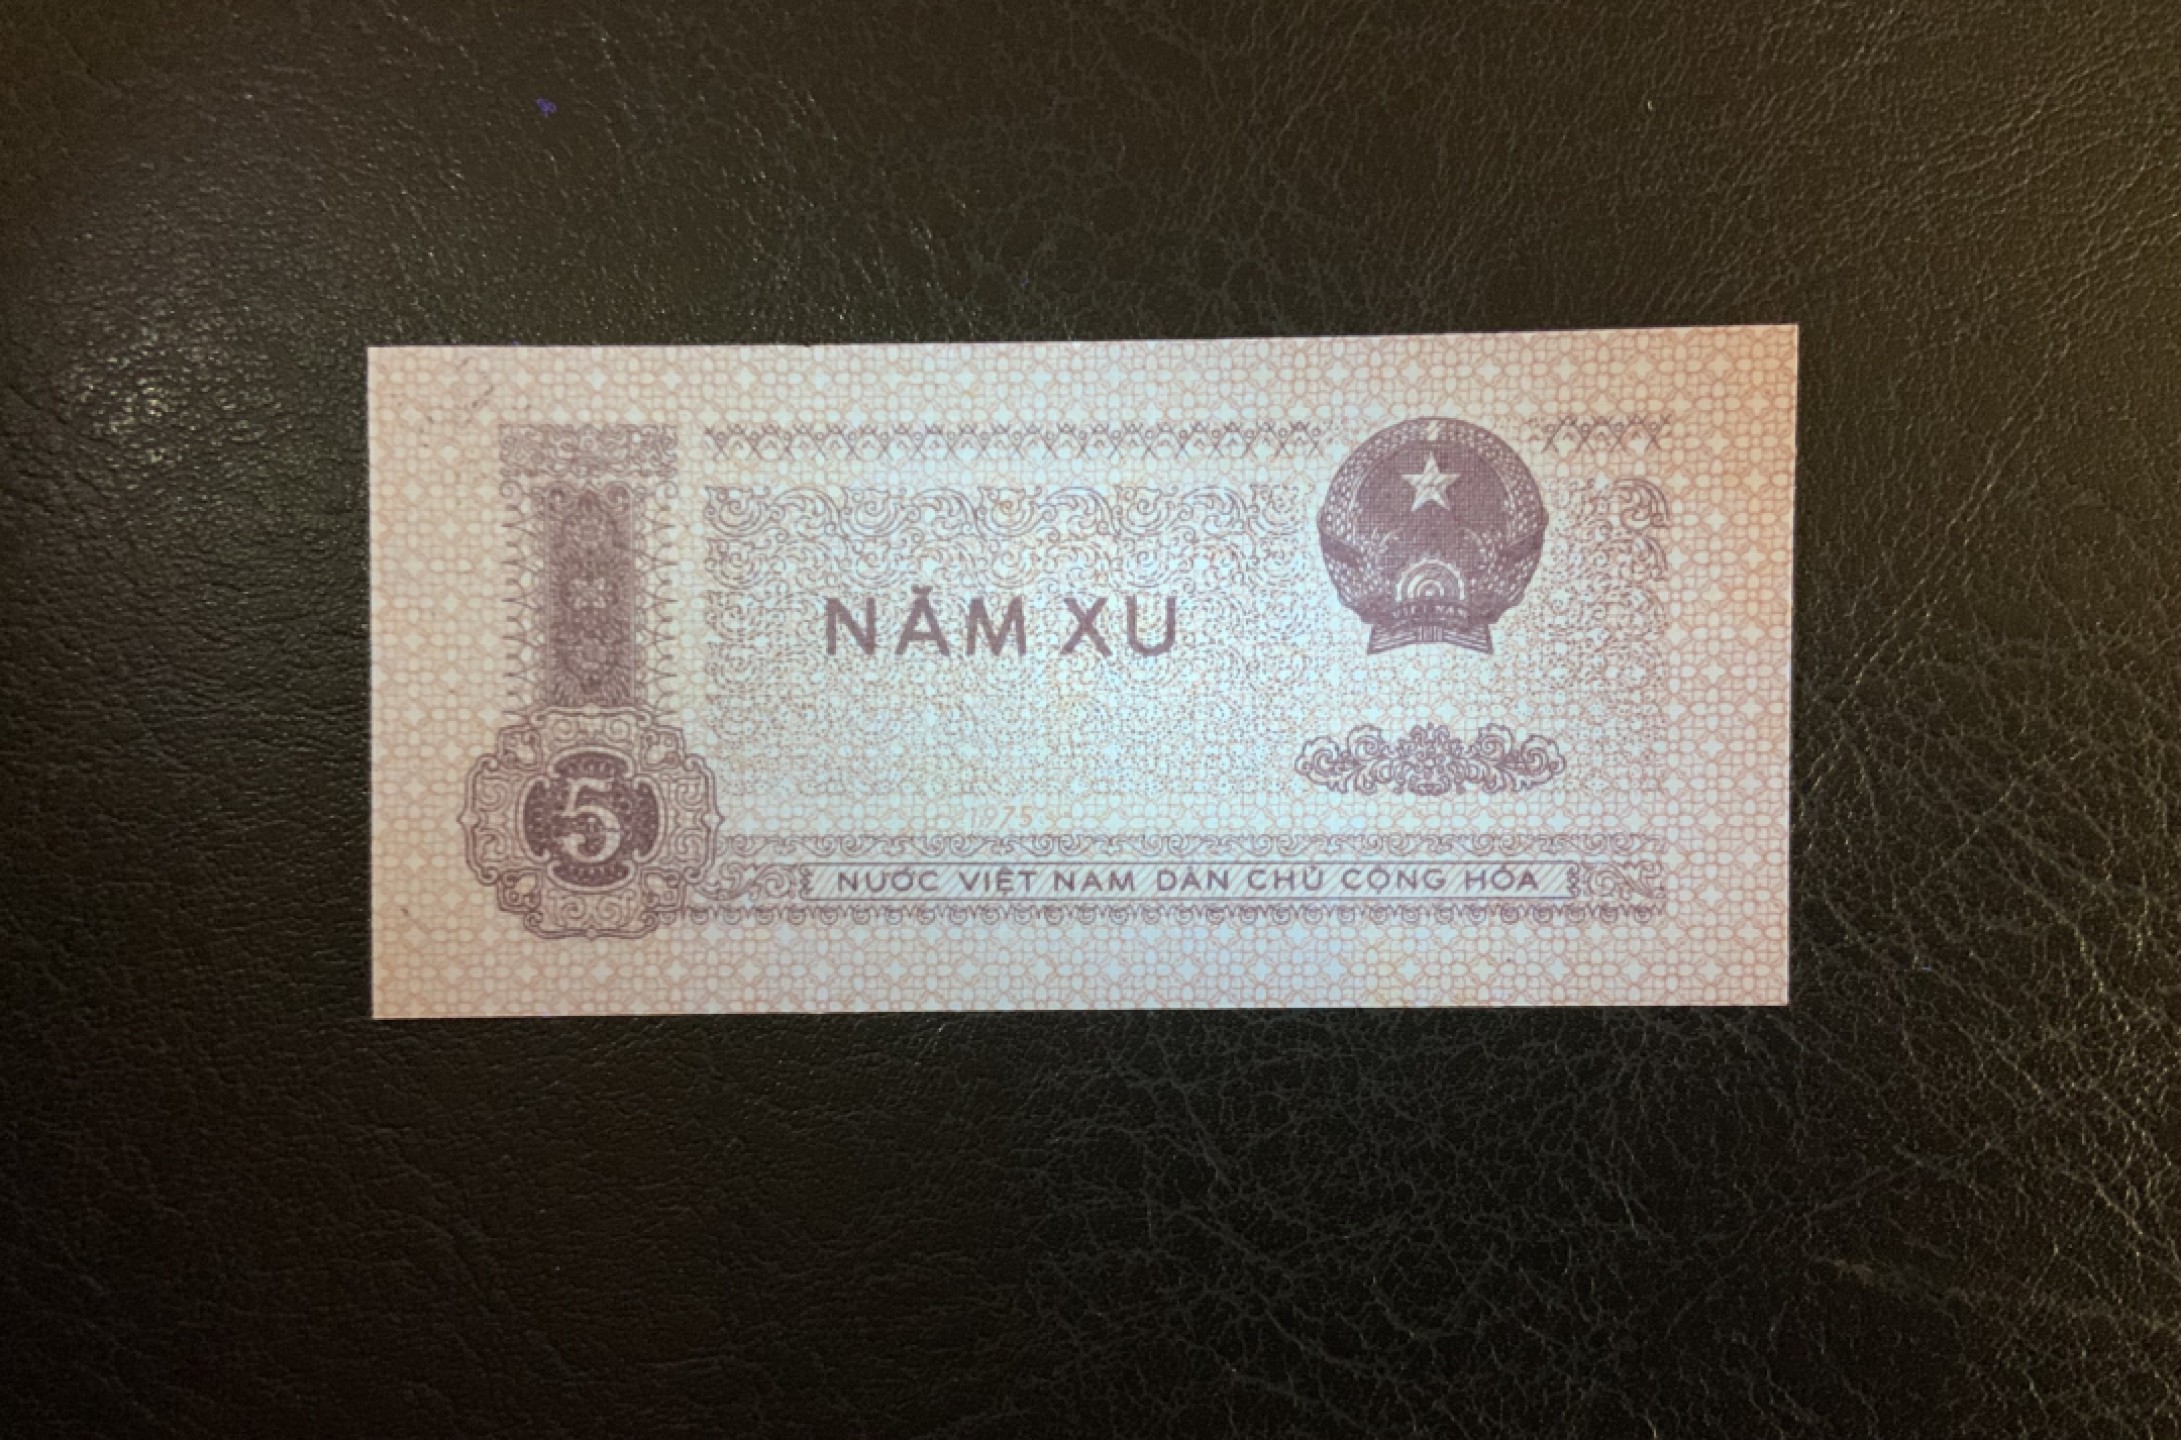 NĂM XU
5
1975
NƯỚC VIỆT NAM DÂN CHỦ CỘNG HÒA